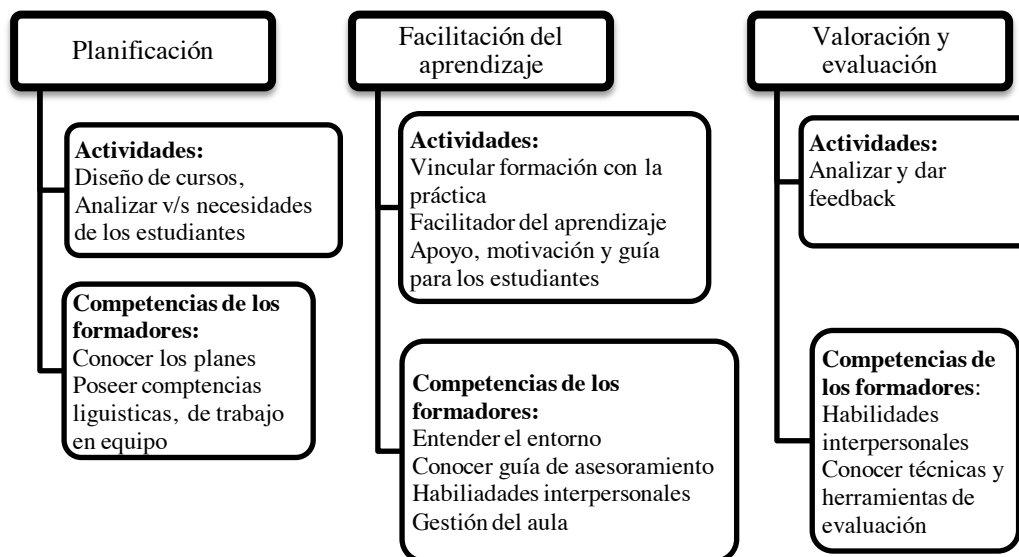 Planificación
Actividades:
Diseño de cursos,
Analizar v/s necesidades
de los estudiantes
Competencias de los
formadores:
Conocer los planes
Poseer comptencias
liguisticas, de trabajo
en equipo
Facilitación del
aprendizaje
Actividades:
Vincular formación con la
práctica
Facilitador del aprendizaje
Apoyo, motivación y guía
para los estudiantes
Competencias de los
formadores:
Entender el entorno
Conocer guía de asesoramiento
Habiliadades interpersonales
Gestión del aula
Valoración y
evaluación
Actividades:
Analizar y dar
feedback
Competencias de
los formadores:
Habilidades
interpersonales
Conocer técnicas y
herramientas de
evaluación